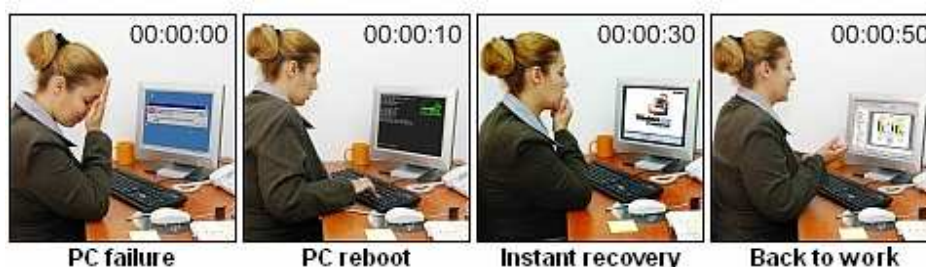 00:00:00
00:00:10
00:00:30
00:00:50
PC failure
PC reboot
Instant recovery
Back to work